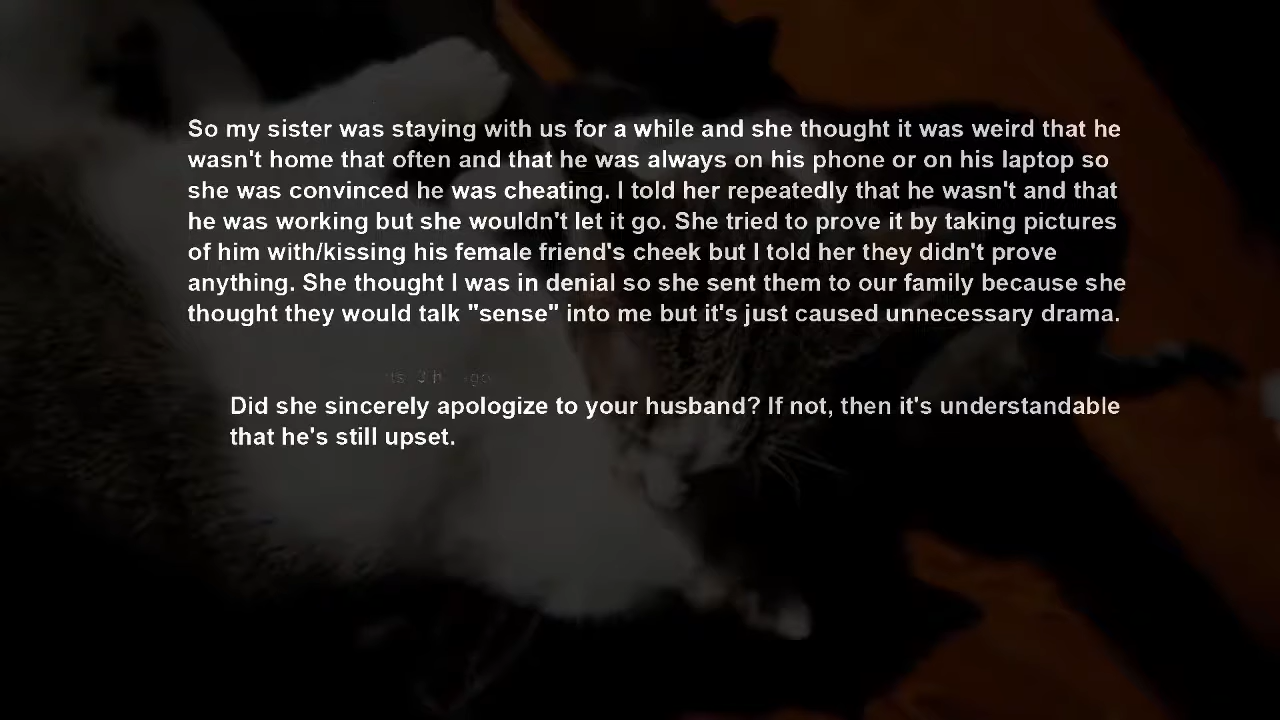 So my sister was staying with us for a while and she thought it was weird that he
wasn't home that often and that he was always on his phone or on his laptop so
she was convinced he was cheating. I told her repeatedly that he wasn't and that
he was working but she wouldn't let it go. She tried to prove it by taking pictures
of him with/kissing his female friend's cheek but I told her they didn't prove
anything. She thought I was in denial so she sent them to our family because she
thought they would talk "sense" into me but it's just caused unnecessary drama.
Did she sincerely apologize to your husband? If not, then it's understandable
that he's still upset.